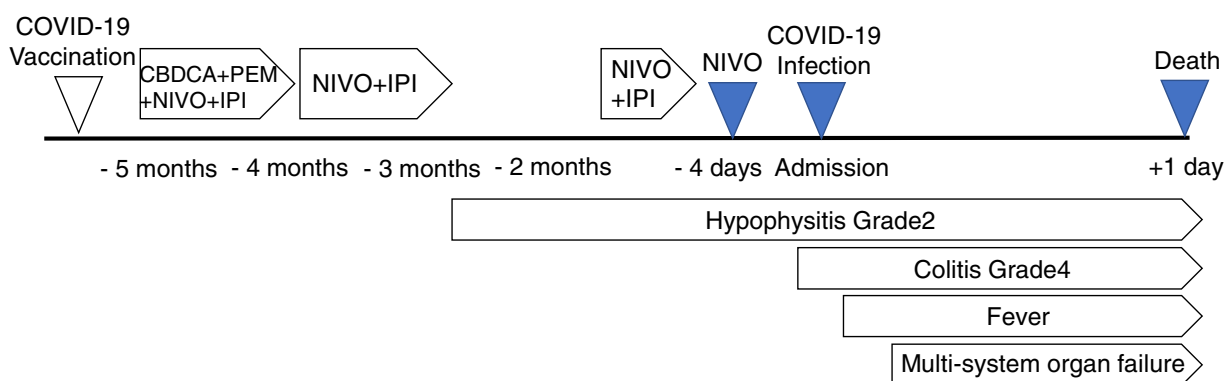 COVID-19
Vaccination
CBDCA+PEM
+NIVO+IPI
NIVO+IPI
NIVO
+IPI
NIVO
COVID-19
Infection
Death
- 5 months
- 4 months
- 3 months
- 2 months
- 4 days
Admission
+1 day
Hypophysitis Grade2
Colitis Grade4
Fever
Multi-system organ failure